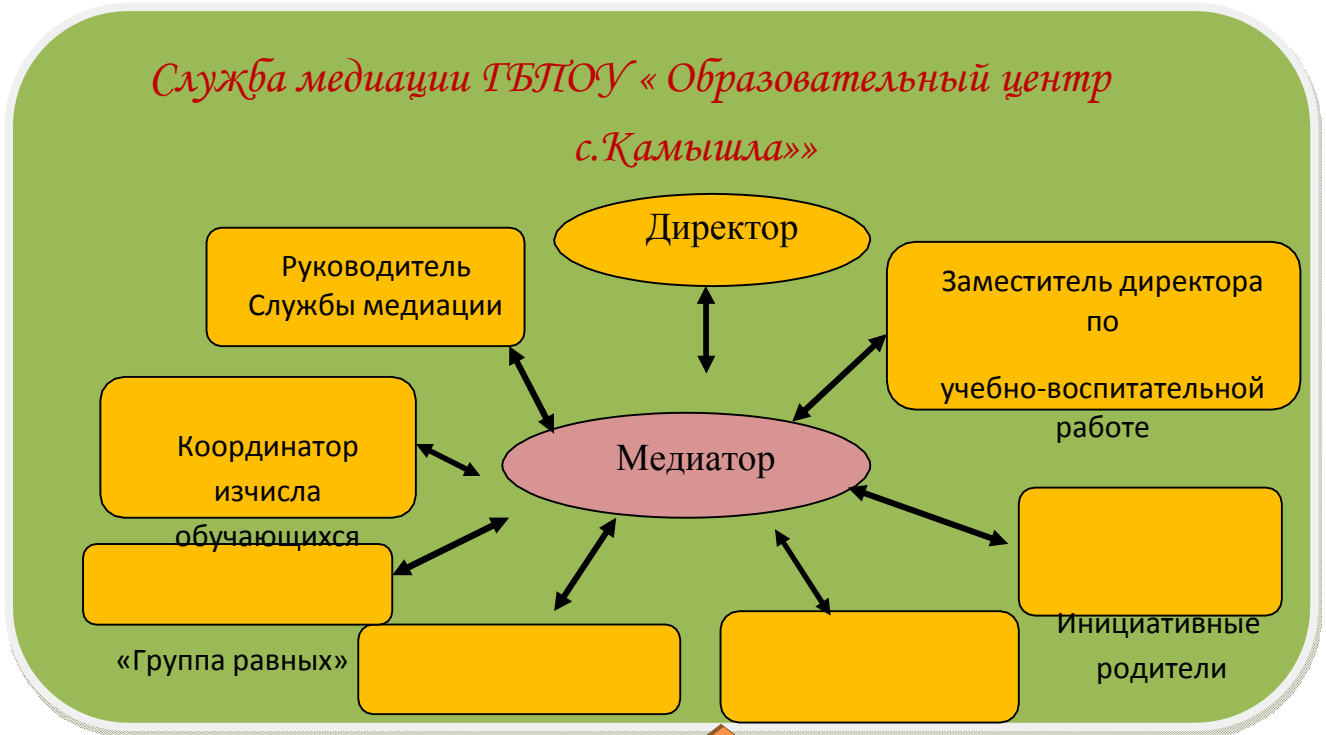 Служба медиации ГБПОУ « Образовательный центр
с.Камышла»»
Директор
Руководитель
Службы медиации
Заместитель директора
по
учебно-воспитательной
работе
Координатор
изчисла
обучающихся
Медиатор
«Группа равных»
Инициативные
родители